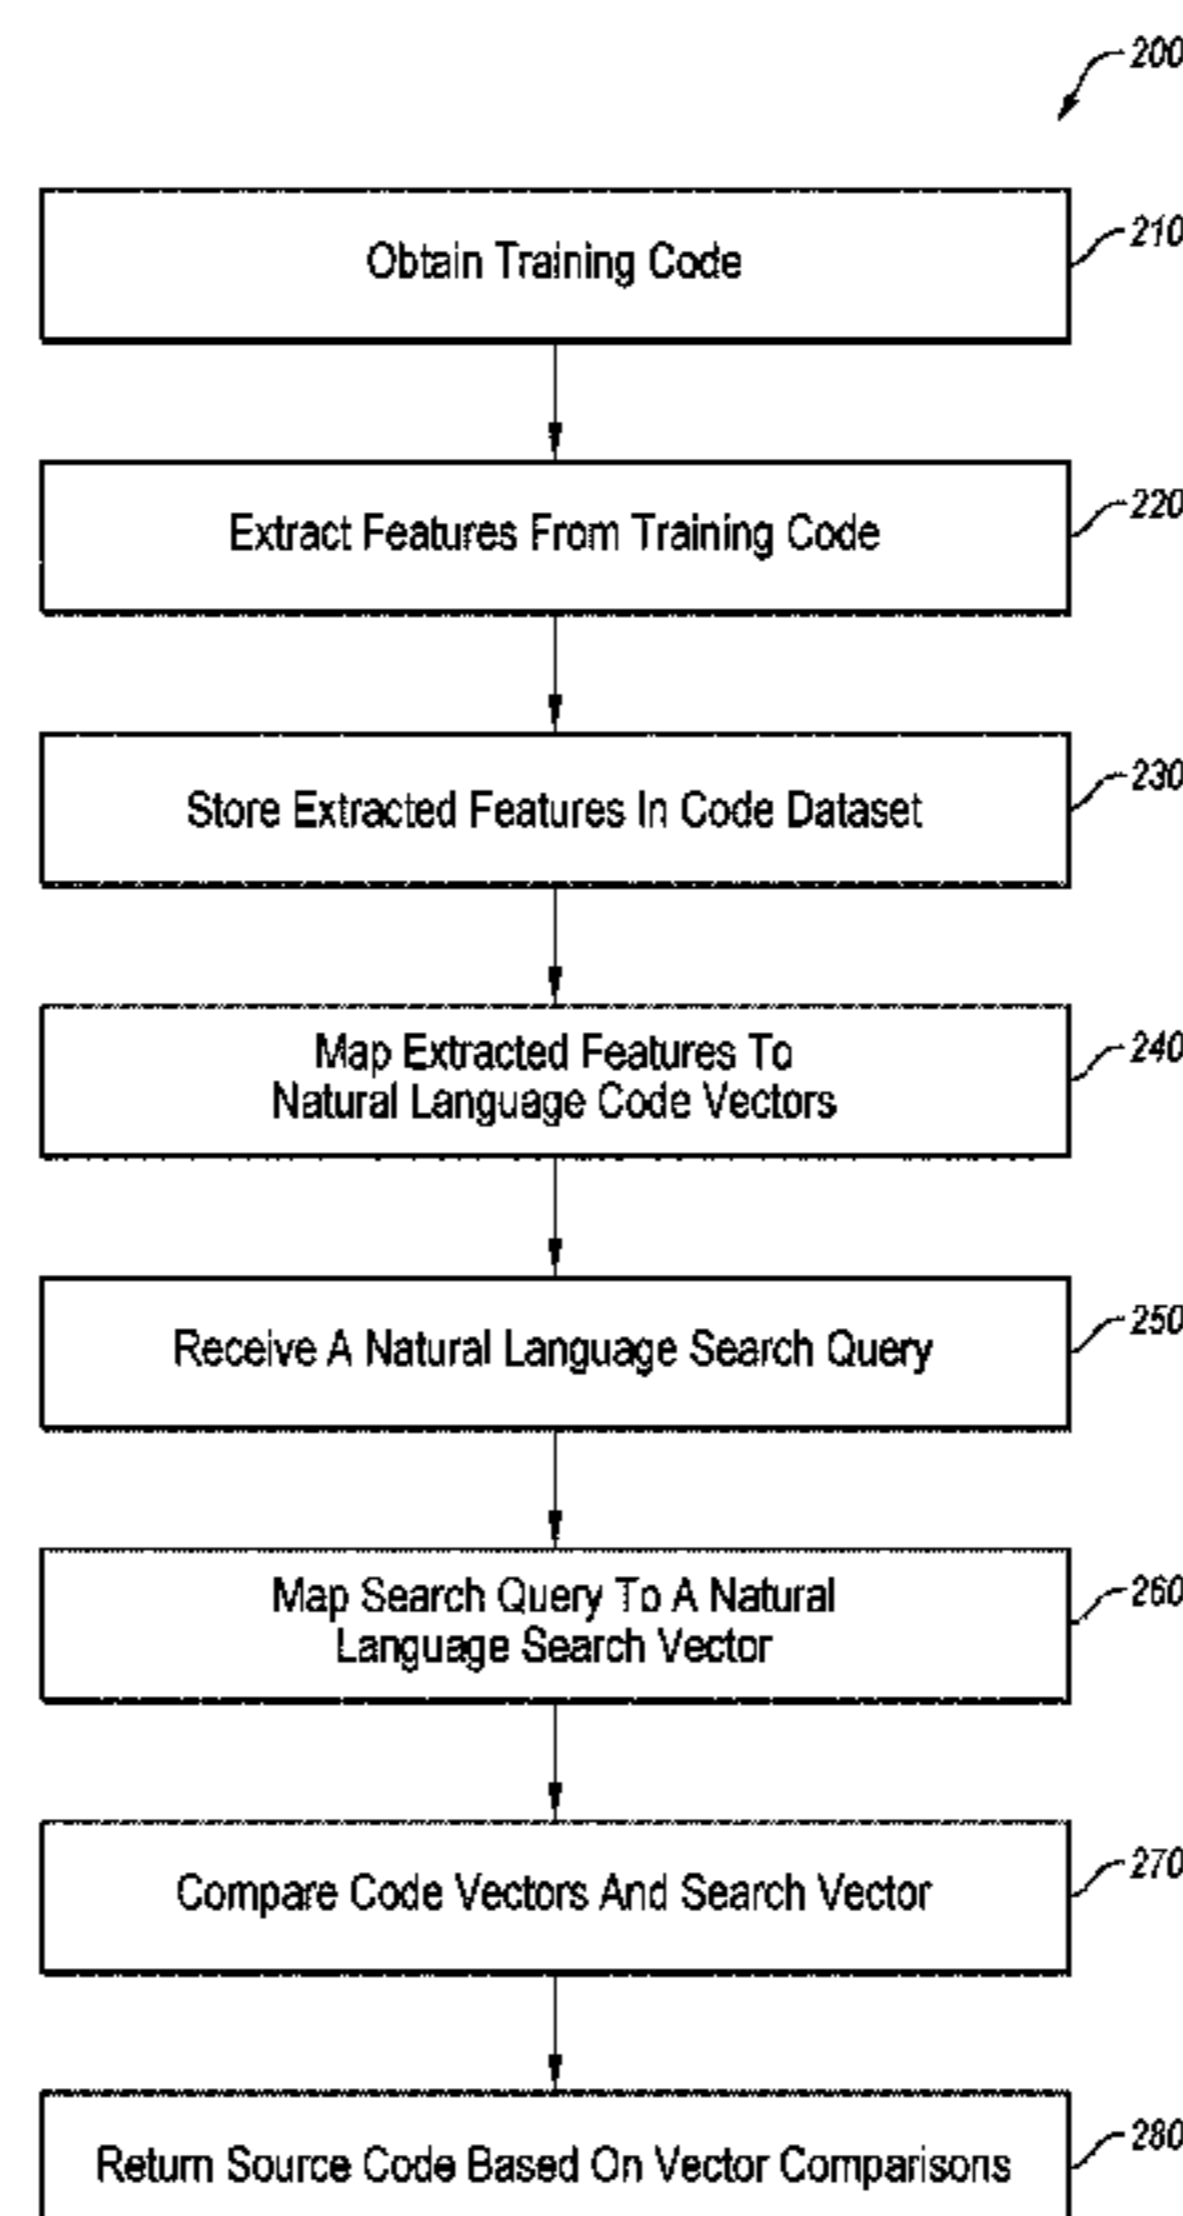 200
Obtain Training Code
210
Extract Features From Training Code
220
Store Extracted Features In Code Dataset
230
Map Extracted Features To
Natural Language Code Vectors
240
Receive A Natural Language Search Query
250
Map Search Query To A Natural
Language Search Vector
260
Compare Code Vectors And Search Vector
270
Return Source Code Based On Vector Comparisons
280